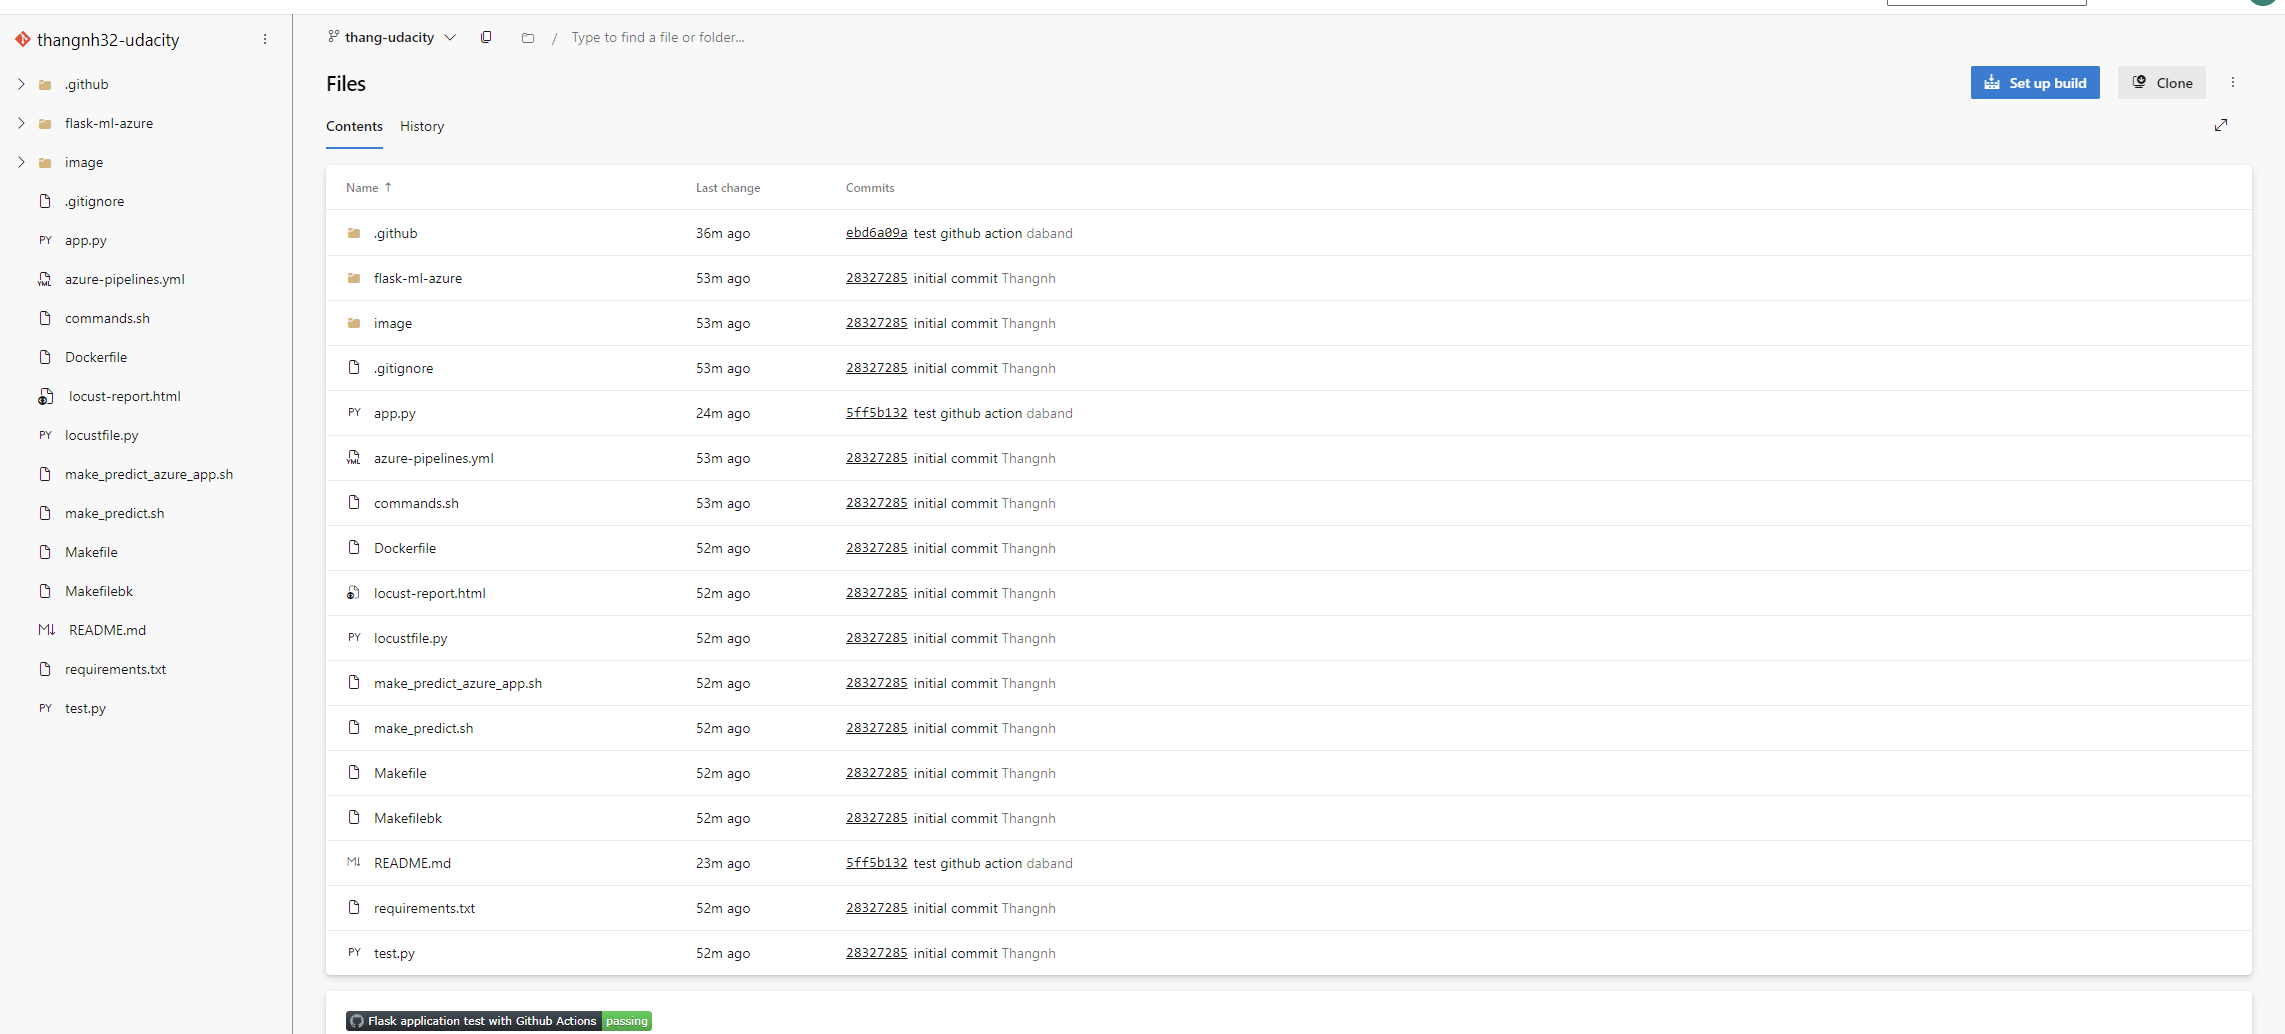 thangnh32-udacity
.github
flask-ml-azure
image
.gitignore
PY app.py
YML azure-pipelines.yml
commands.sh
Dockerfile
locust-report.html
PY locustfile.py
make_predict_azure_app.sh
make_predict.sh
Makefile
Makefilebk
M↓ README.md
requirements.txt
PY test.py
thang-udacity / Type to find a file or folder...
Files
Set up build
Clone
Contents History
Name ↑ Last change Commits
.github 36m ago ebd6a09a test github action daband
flask-ml-azure 53m ago 28327285 initial commit Thangnh
image 53m ago 28327285 initial commit Thangnh
.gitignore 53m ago 28327285 initial commit Thangnh
PY app.py 24m ago 5ff5b132 test github action daband
YML azure-pipelines.yml 53m ago 28327285 initial commit Thangnh
commands.sh 53m ago 28327285 initial commit Thangnh
Dockerfile 52m ago 28327285 initial commit Thangnh
locust-report.html 52m ago 28327285 initial commit Thangnh
PY locustfile.py 52m ago 28327285 initial commit Thangnh
make_predict_azure_app.sh 52m ago 28327285 initial commit Thangnh
make_predict.sh 52m ago 28327285 initial commit Thangnh
Makefile 52m ago 28327285 initial commit Thangnh
Makefilebk 52m ago 28327285 initial commit Thangnh
M↓ README.md 23m ago 5ff5b132 test github action daband
requirements.txt 52m ago 28327285 initial commit Thangnh
PY test.py 52m ago 28327285 initial commit Thangnh
Flask application test with Github Actions passing